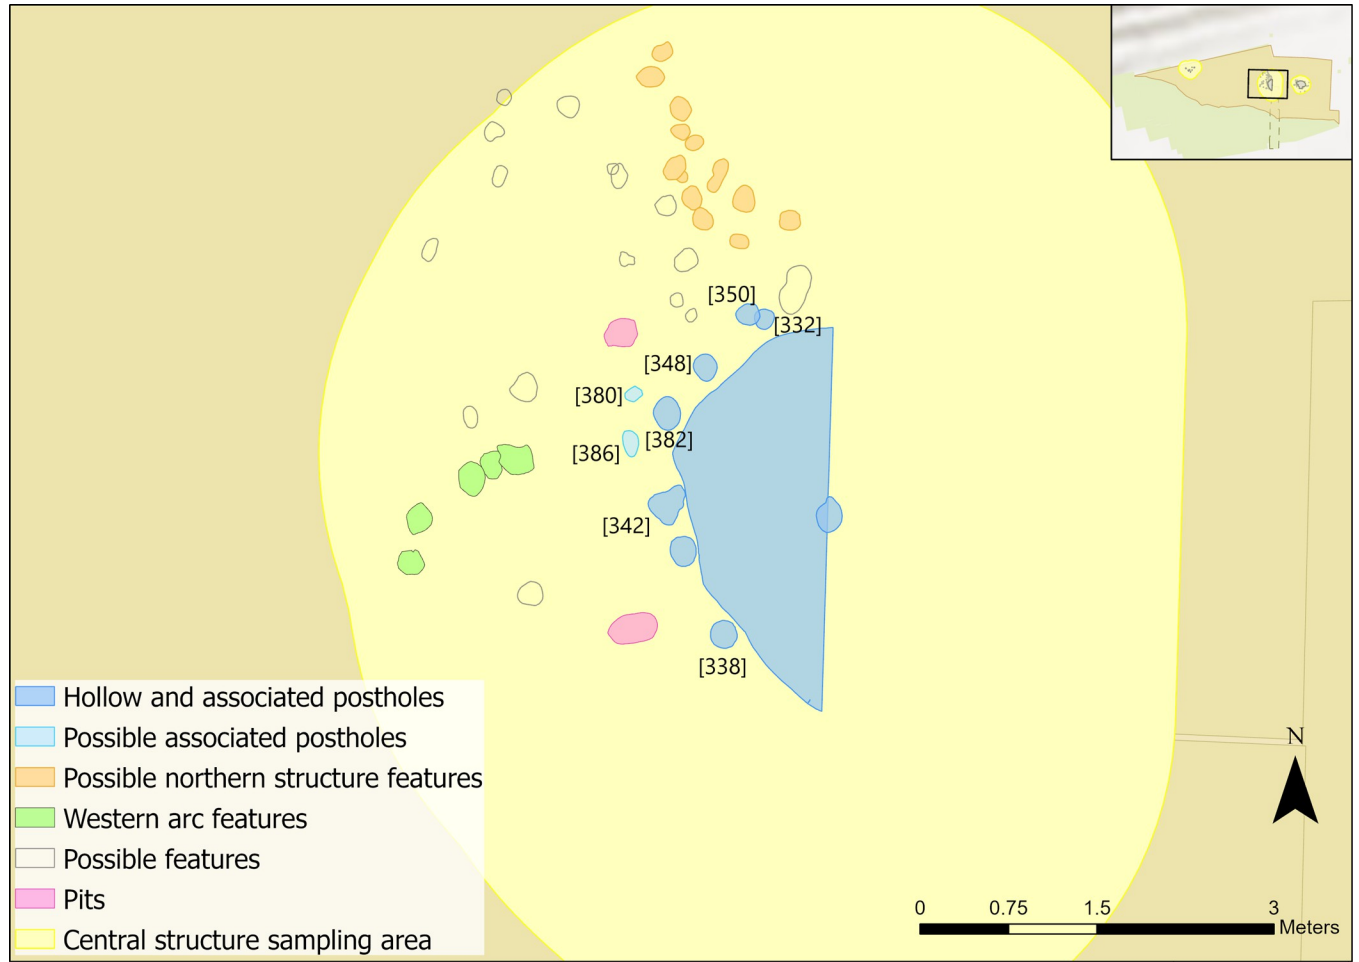 [350]
[332]
[348]
[380]
[382]
[386]
[342]
[338]
Hollow and associated postholes
Possible associated postholes
Possible northern structure features
Western arc features
Possible features
Pits
Central structure sampling area
N
0 0.75 1.5 3
Meters